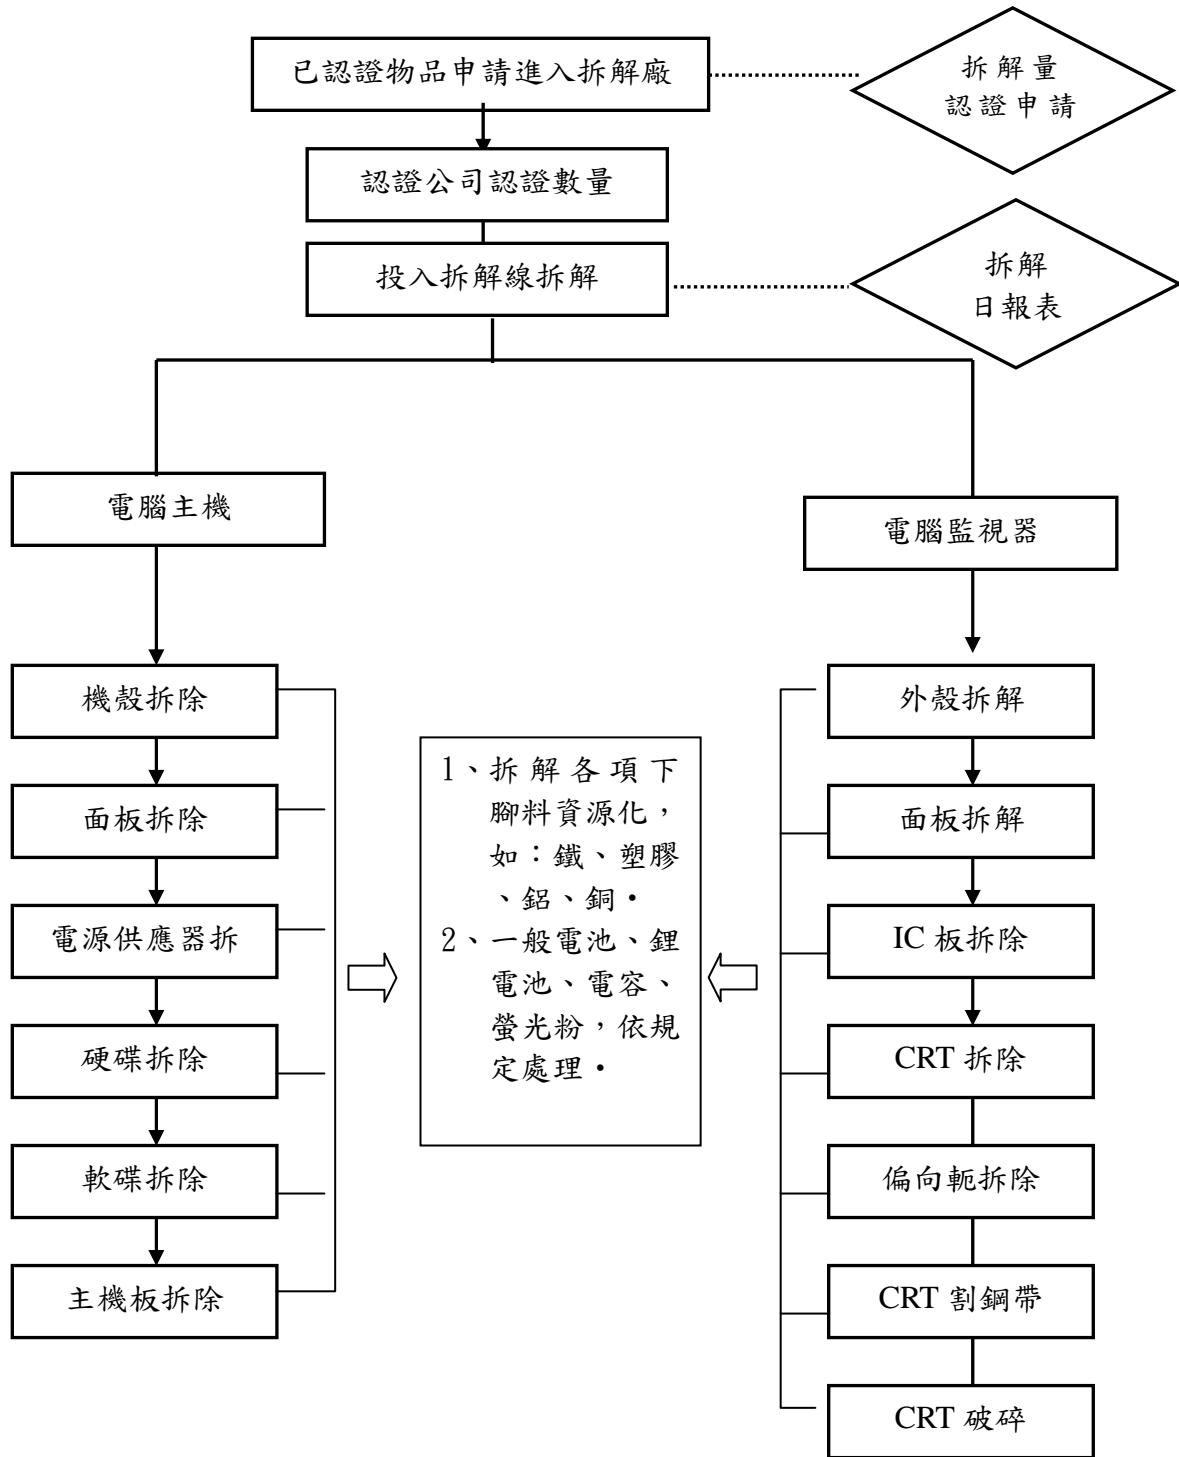 已認證物品申請進入拆解廠
拆解量
認證申請
認證公司認證數量
投入拆解線拆解
拆解
日報表
電腦主機
電腦監視器
機殼拆除
面板拆除
電源供應器拆
硬碟拆除
軟碟拆除
主機板拆除
1、拆解各項下
腳料資源化，
如：鐵、塑膠
、鋁、銅•
2、一般電池、鋰
電池、電容、
螢光粉，依規
定處理•
外殼拆解
面板拆解
IC 板拆除
CRT 拆除
偏向軛拆除
CRT 割鋼帶
CRT 破碎